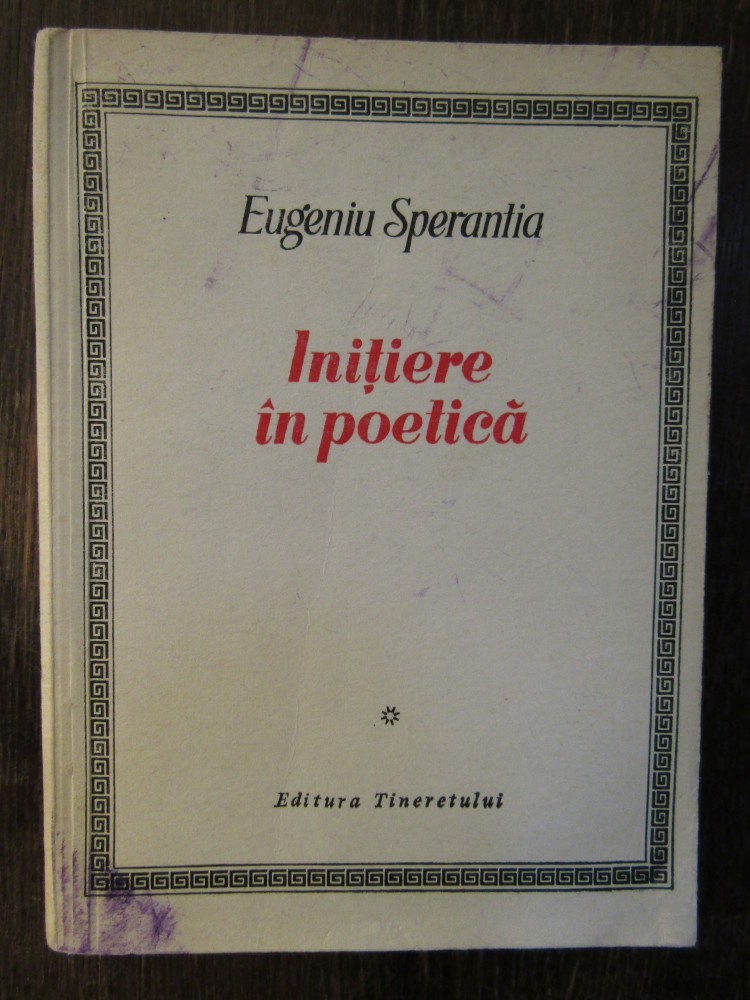 Eugeniu Sperantia
Inițiere
în poetică
Editura Tineretului